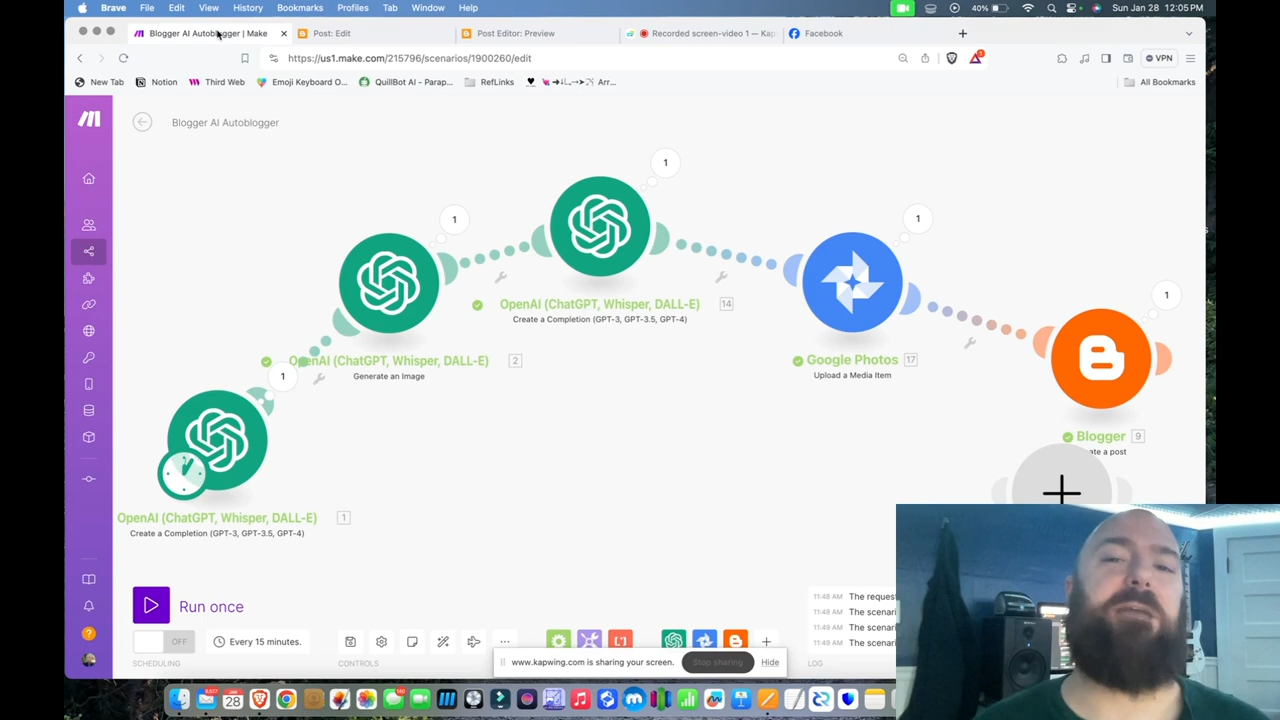 Brave File Edit View History Bookmarks Profiles Tab Window Help 40% Sun Jan 28 12:05 PM
Blogger AI Autoblogger | Make Post: Edit Post Editor: Preview Recorded screen-video 1 — Kap Facebook
https://us1.make.com/215796/scenarios/1900260/edit VPN
New Tab Notion Third Web Emoji Keyboard O... QuillBot AI - Parap... RefLinks Arr... All Bookmarks
Blogger AI Autoblogger
1
1
1
1
1
1
OpenAI (ChatGPT, Whisper, DALL-E) 14
Create a Completion (GPT-3, GPT-3.5, GPT-4)
OpenAI (ChatGPT, Whisper, DALL-E) 2
Generate an Image
Google Photos 17
Upload a Media Item
Blogger 9
ate a post
OpenAI (ChatGPT, Whisper, DALL-E) 1
Create a Completion (GPT-3, GPT-3.5, GPT-4)
Run once
OFF Every 15 minutes.
SCHEDULING CONTROLS LOG
11:48 AM The reques
11:48 AM The scenari
11:49 AM The scenari
11:49 AM The scenari
www.kapwing.com is sharing your screen. Stop sharing Hide